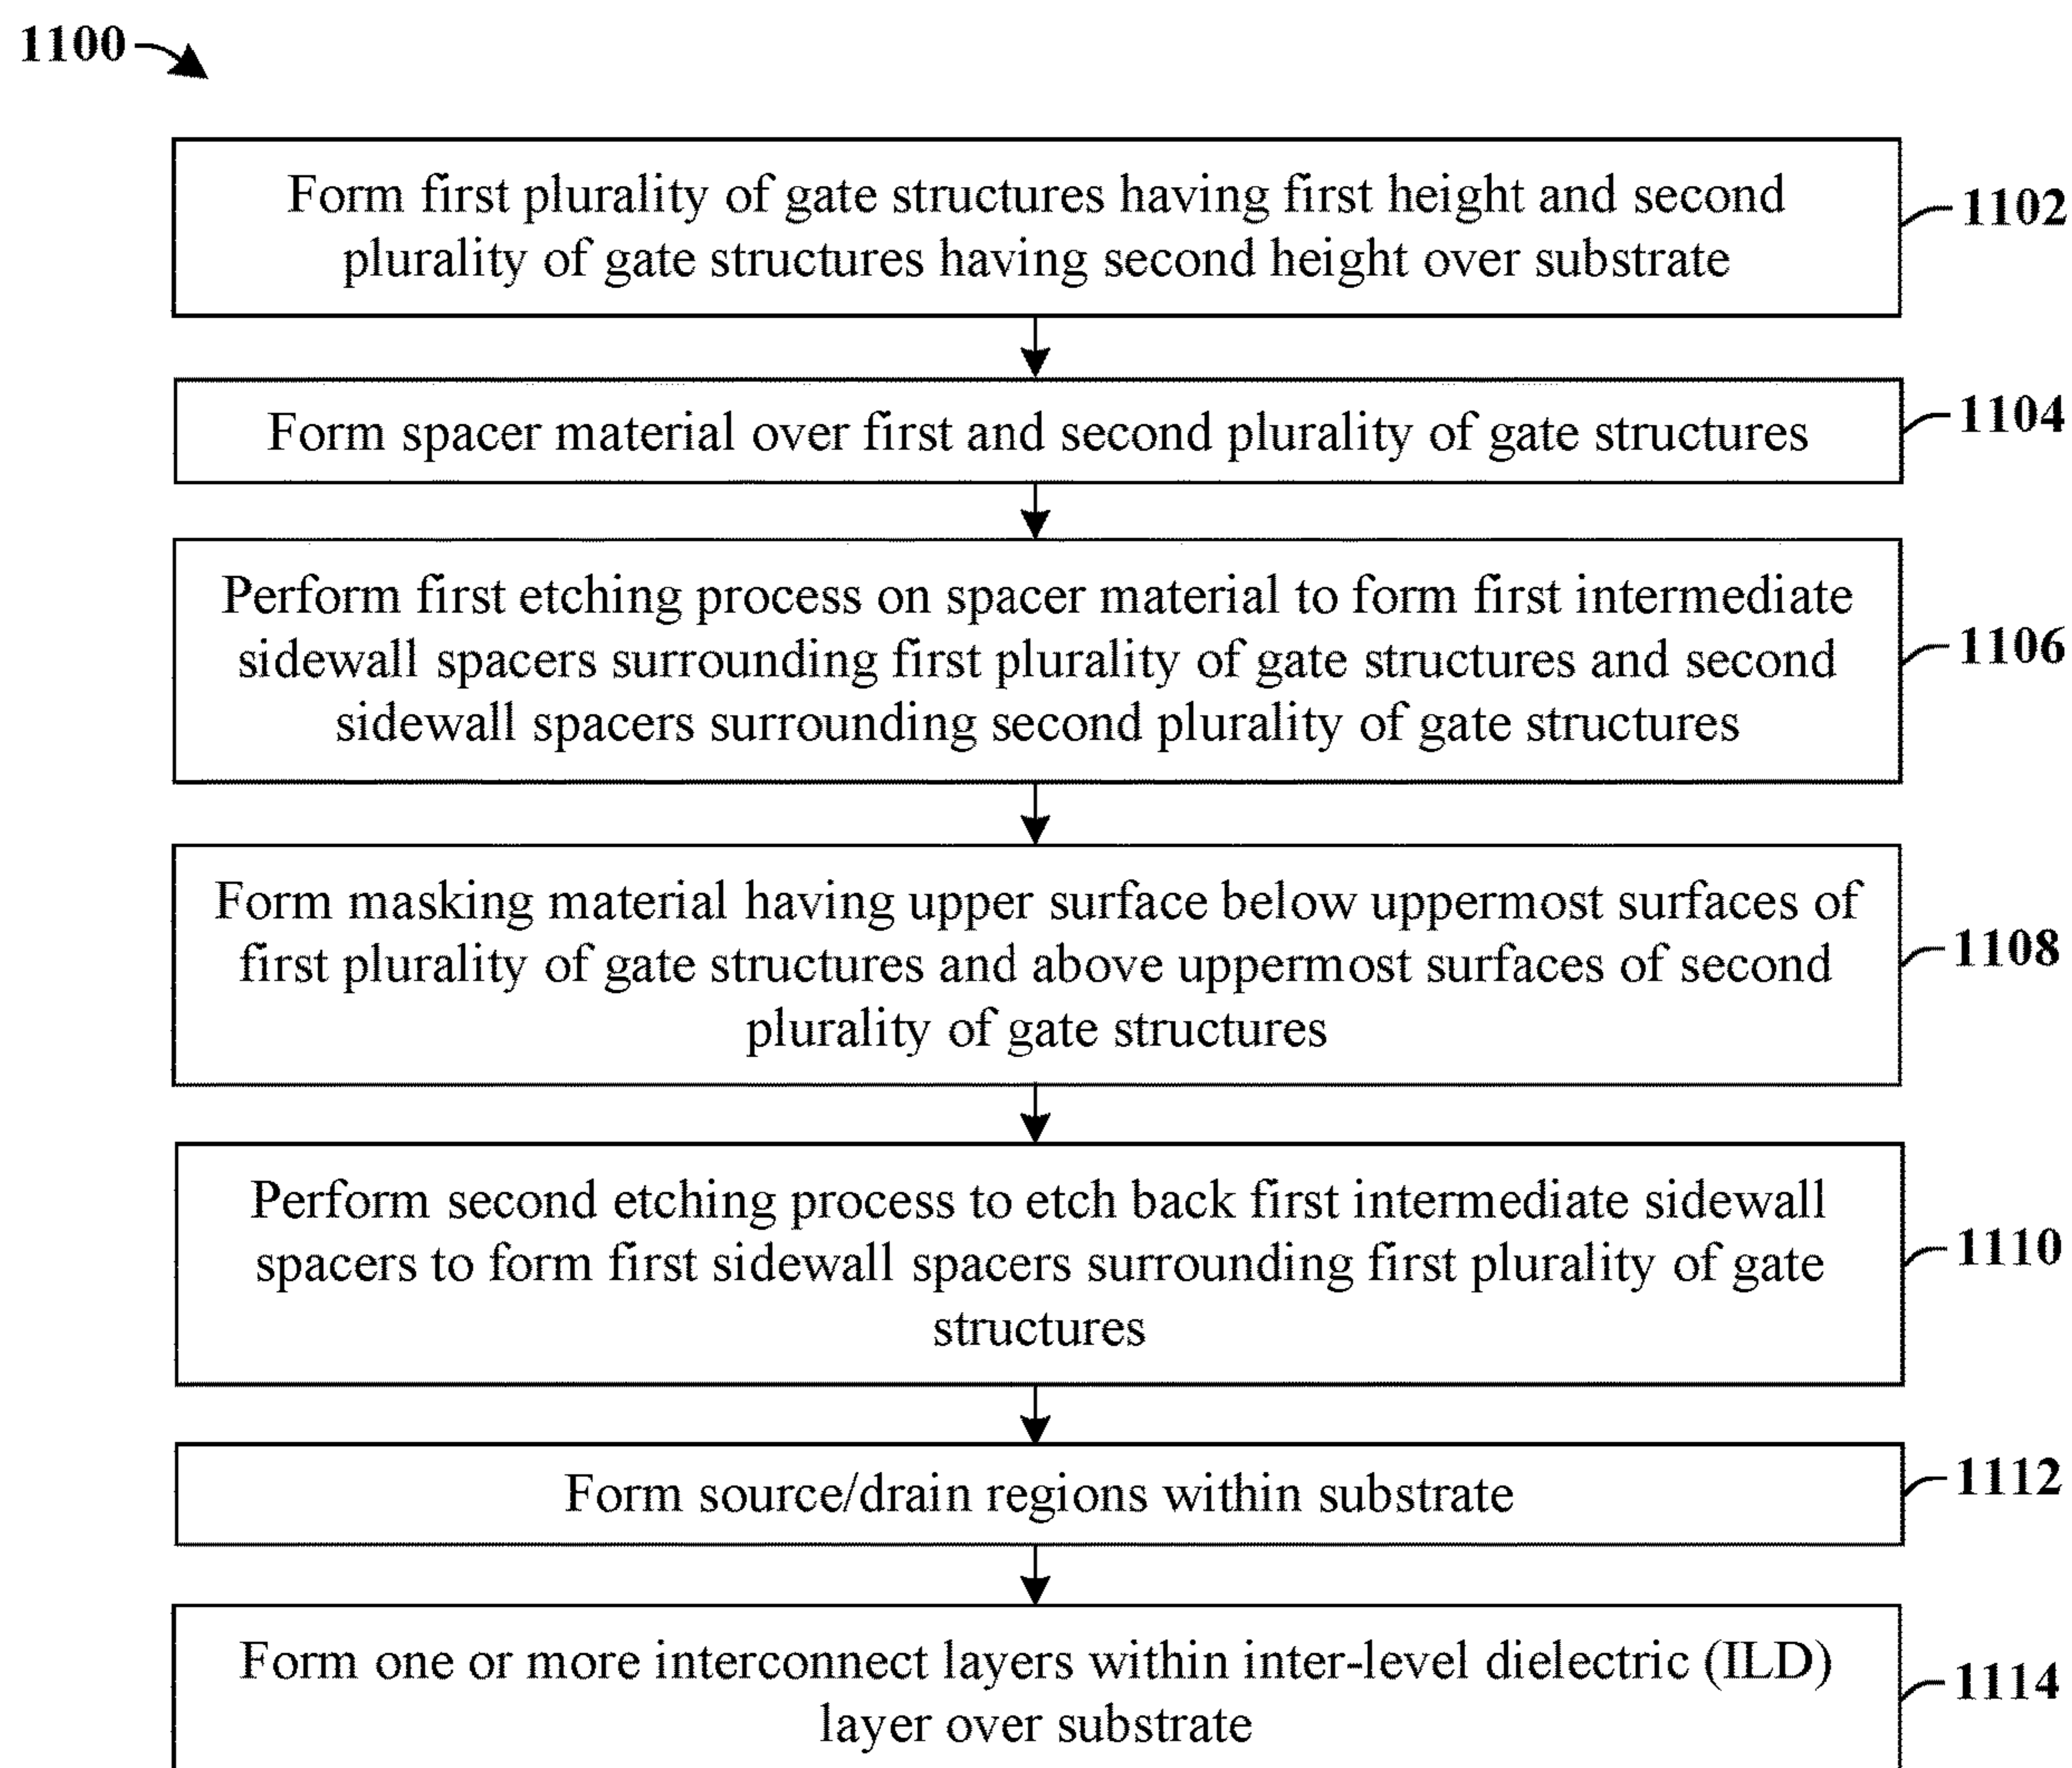 1100
Form first plurality of gate structures having first height and second
plurality of gate structures having second height over substrate
1102
Form spacer material over first and second plurality of gate structures
1104
Perform first etching process on spacer material to form first intermediate
sidewall spacers surrounding first plurality of gate structures and second
sidewall spacers surrounding second plurality of gate structures
1106
Form masking material having upper surface below uppermost surfaces of
first plurality of gate structures and above uppermost surfaces of second
plurality of gate structures
1108
Perform second etching process to etch back first intermediate sidewall
spacers to form first sidewall spacers surrounding first plurality of gate
structures
1110
Form source/drain regions within substrate
1112
Form one or more interconnect layers within inter-level dielectric (ILD)
layer over substrate
1114